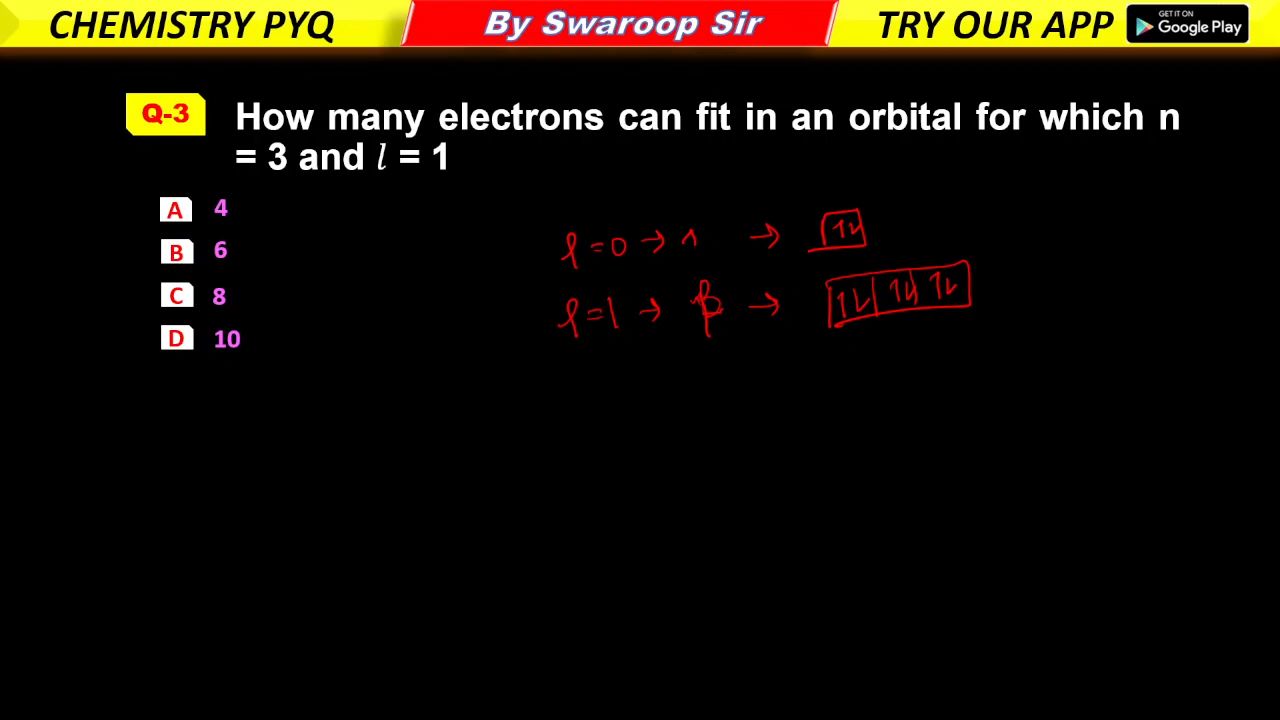 CHEMISTRY PYQ
By Swaroop Sir
TRY OUR APP
GET IT ON
Google Play
Q-3
How many electrons can fit in an orbital for which n
= 3 and l = 1
A 4
B 6
C 8
D 10
l = 0 → s → ↑↓
l = 1 → p → ↑↓ ↑↓ ↑↓